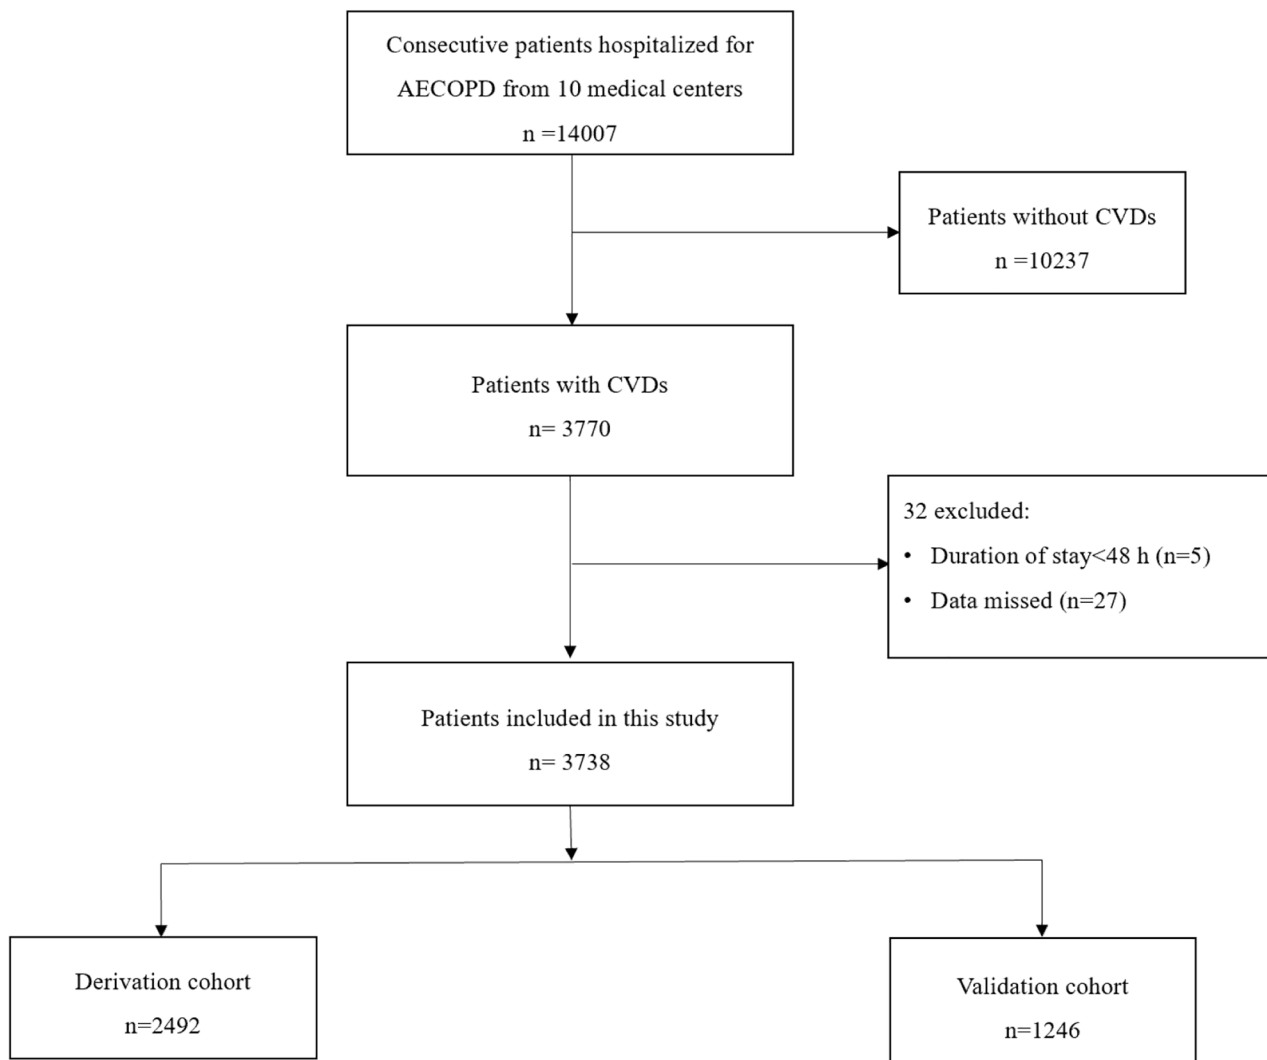 Consecutive patients hospitalized for
AECOPD from 10 medical centers
n =14007
Patients without CVDs
n =10237
Patients with CVDs
n= 3770
32 excluded:
• Duration of stay<48 h (n=5)
• Data missed (n=27)
Patients included in this study
n= 3738
Derivation cohort
n=2492
Validation cohort
n=1246